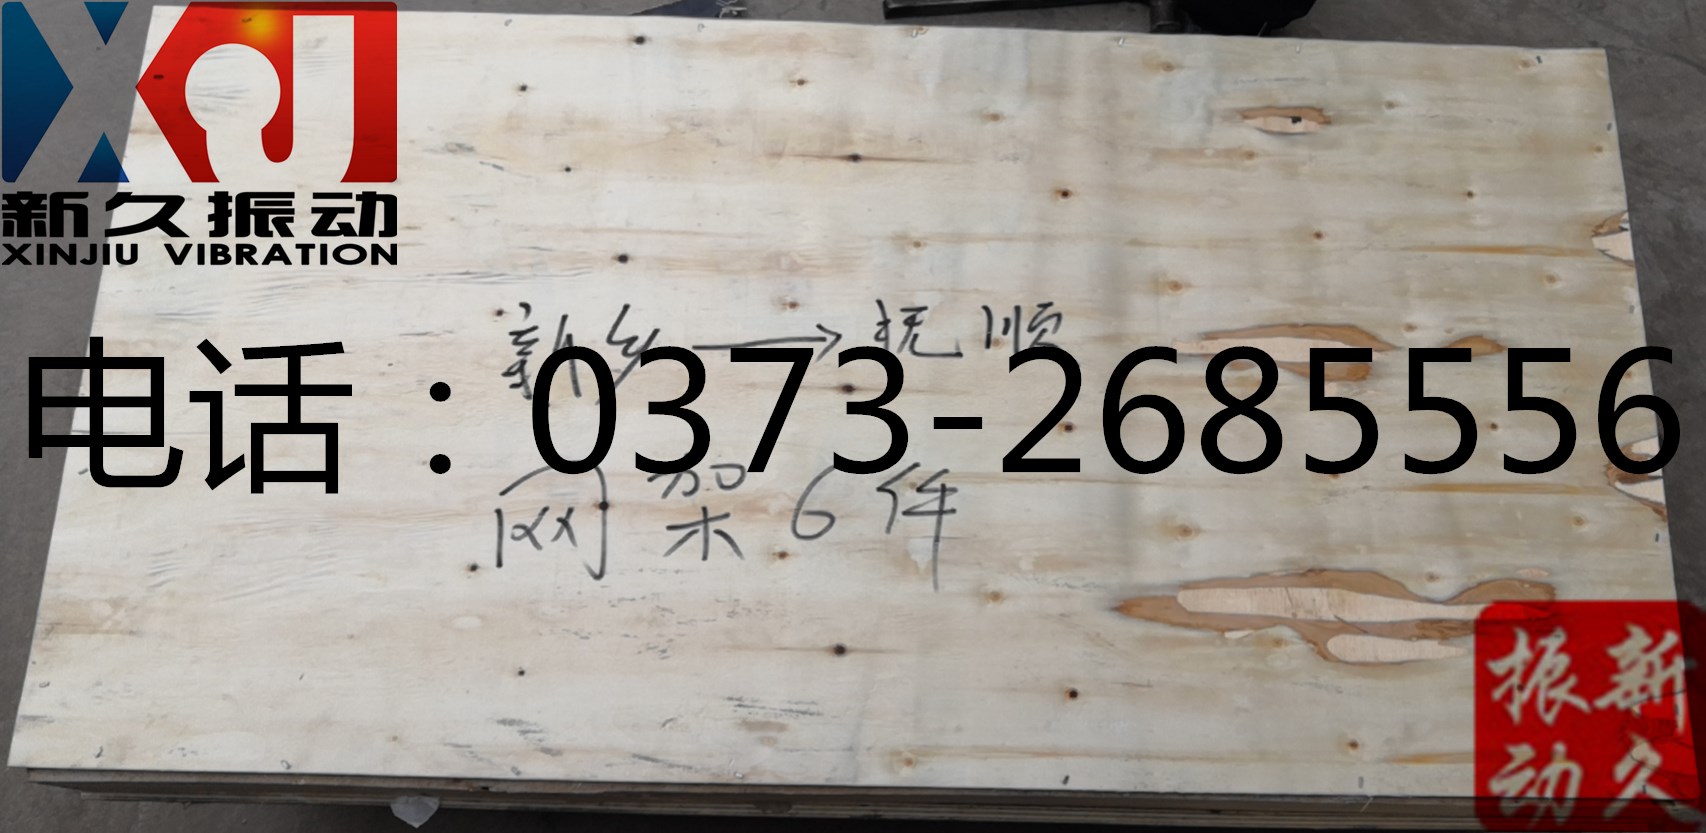 新久振动
XINJIU VIBRATION
新乡→抚顺
电话：0373-2685556
网架6件
新久
振动